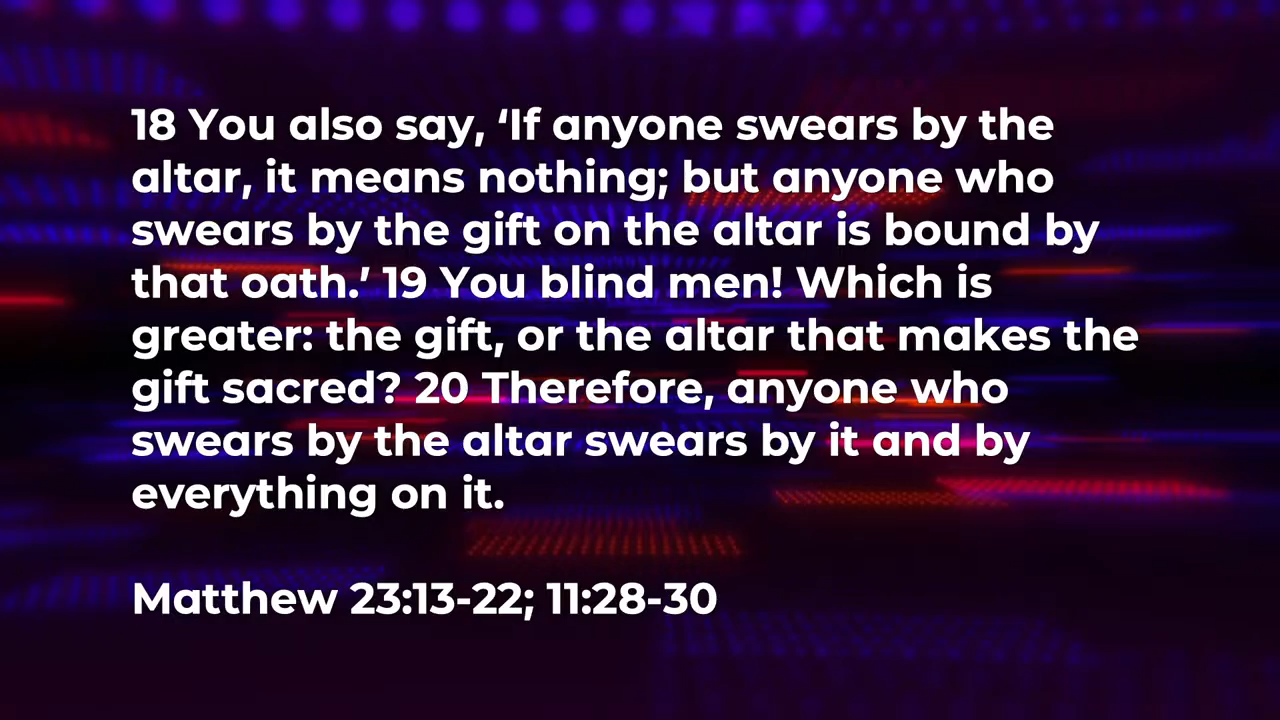 18 You also say, ‘If anyone swears by the
altar, it means nothing; but anyone who
swears by the gift on the altar is bound by
that oath.’ 19 You blind men! Which is
greater: the gift, or the altar that makes the
gift sacred? 20 Therefore, anyone who
swears by the altar swears by it and by
everything on it.
Matthew 23:13-22; 11:28-30